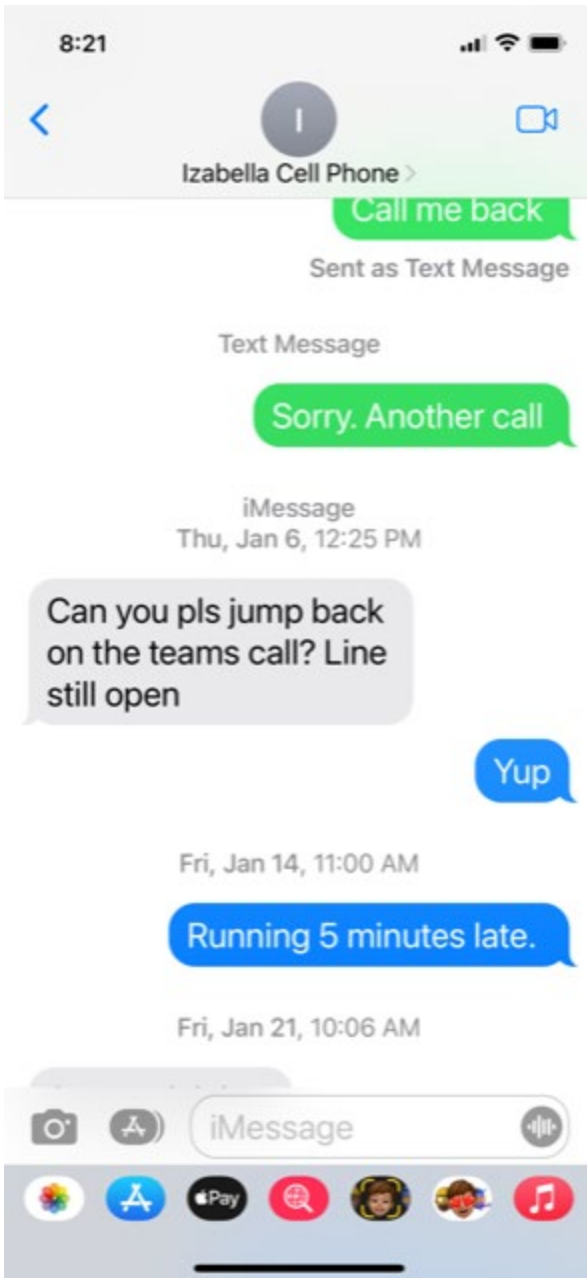 8:21
I
Izabella Cell Phone
Call me back
Sent as Text Message
Text Message
Sorry. Another call
iMessage
Thu, Jan 6, 12:25 PM
Can you pls jump back
on the teams call? Line
still open
Yup
Fri, Jan 14, 11:00 AM
Running 5 minutes late.
Fri, Jan 21, 10:06 AM
iMessage
Pay